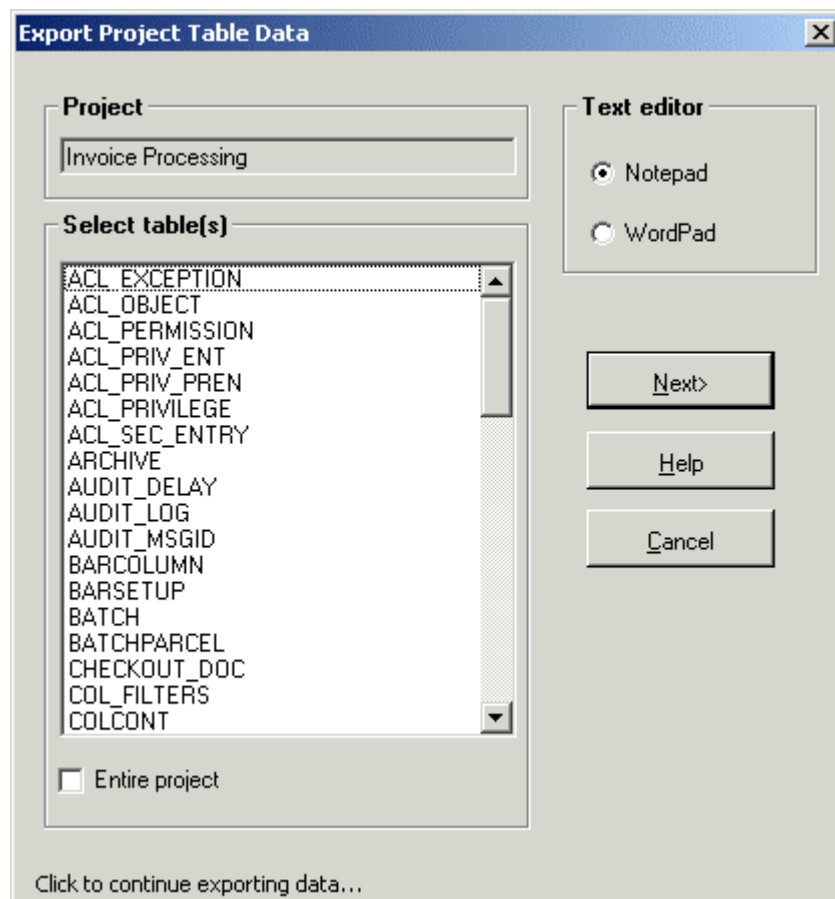 Export Project Table Data
Project
Invoice Processing
Text editor
Notepad
WordPad
Select table(s)
ACL_EXCEPTION
ACL_OBJECT
ACL_PERMISSION
ACL_PRIV_ENT
ACL_PRIV_PREN
ACL_PRIVILEGE
ACL_SEC_ENTRY
ARCHIVE
AUDIT_DELAY
AUDIT_LOG
AUDIT_MSGID
BARCOLUMN
BARSETUP
BATCH
BATCHPARCEL
CHECKOUT_DOC
COL_FILTERS
COLCONT
Entire project
Next>
Help
Cancel
Click to continue exporting data...